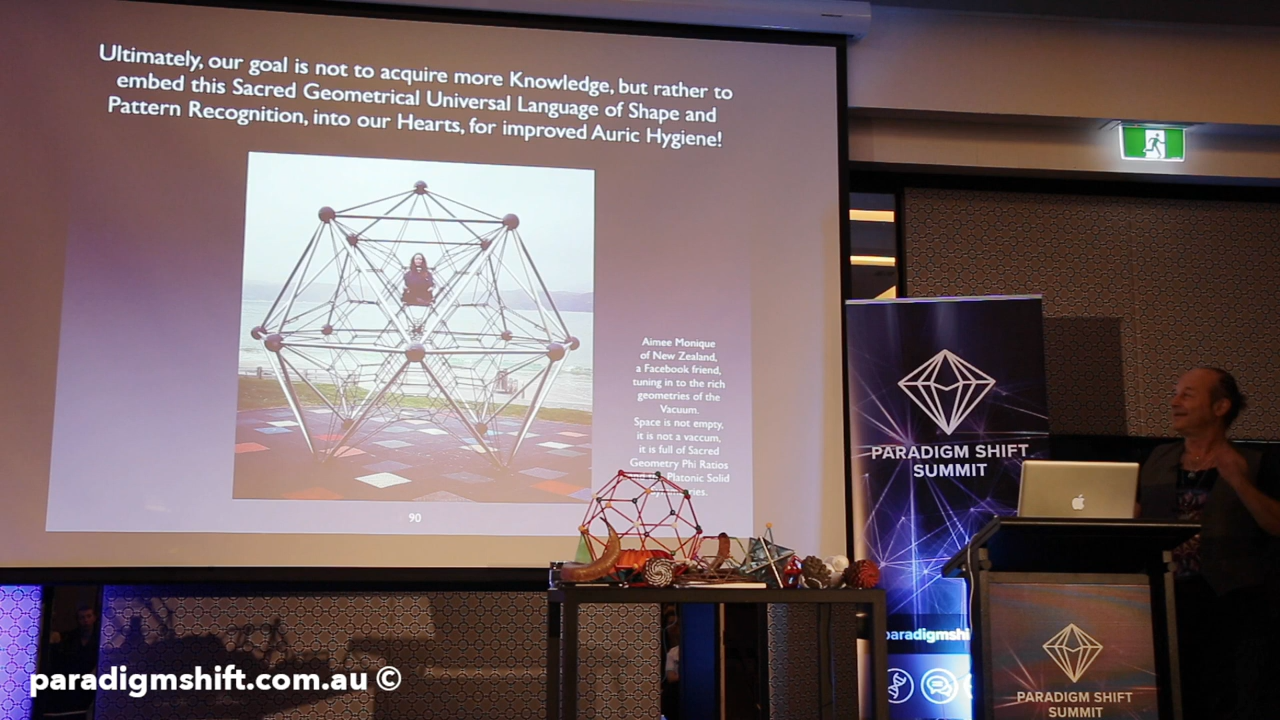 Ultimately, our goal is not to acquire more Knowledge, but rather to
embed this Sacred Geometrical Universal Language of Shape and
Pattern Recognition, into our Hearts, for improved Auric Hygiene!
Aimee Monique
of New Zealand,
a Facebook friend,
tuning in to the rich
geometries of the
Vacuum.
Space is not empty,
it is not a vaccum,
it is full of Sacred
Geometry Phi Ratios
Platonic Solid
90
PARADIGM SHIFT
SUMMIT
paradigmshi
PARADIGM SHIFT
SUMMIT
paradigmshift.com.au ©